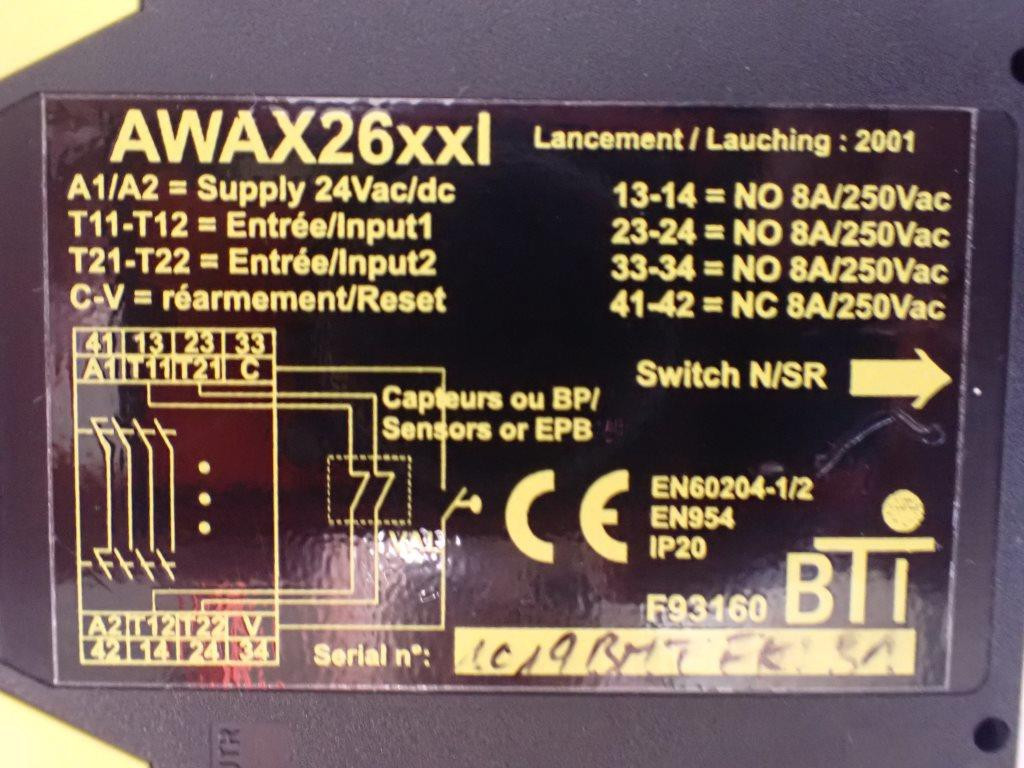 AWAX26xxl
Lancement / Lauching : 2001
A1/A2 = Supply 24Vac/dc
T11-T12 = Entrée/Input1
T21-T22 = Entrée/Input2
C-V = réarmement/Reset
13-14 = NO 8A/250Vac
23-24 = NO 8A/250Vac
33-34 = NO 8A/250Vac
41-42 = NC 8A/250Vac
41 13 23 33
A1 T11 T21 C
Switch N/SR
Capteurs ou BP/
Sensors or EPB
CE
EN60204-1/2
EN954
IP20
BTi
F93160
A2 T12 T22 V
42 14 24 34
Serial n°: